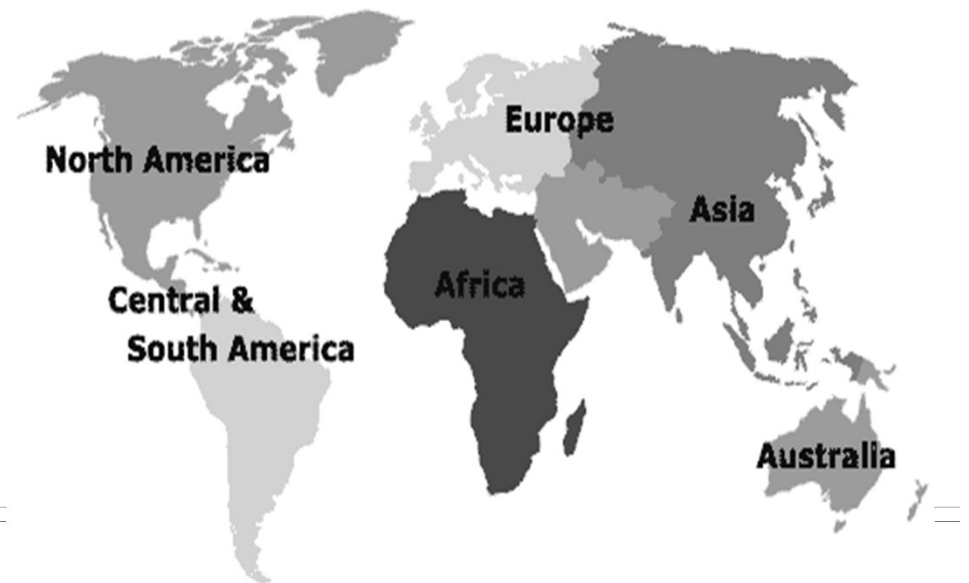 Europe
North America
Asia
Africa
Central &
South America
Australia